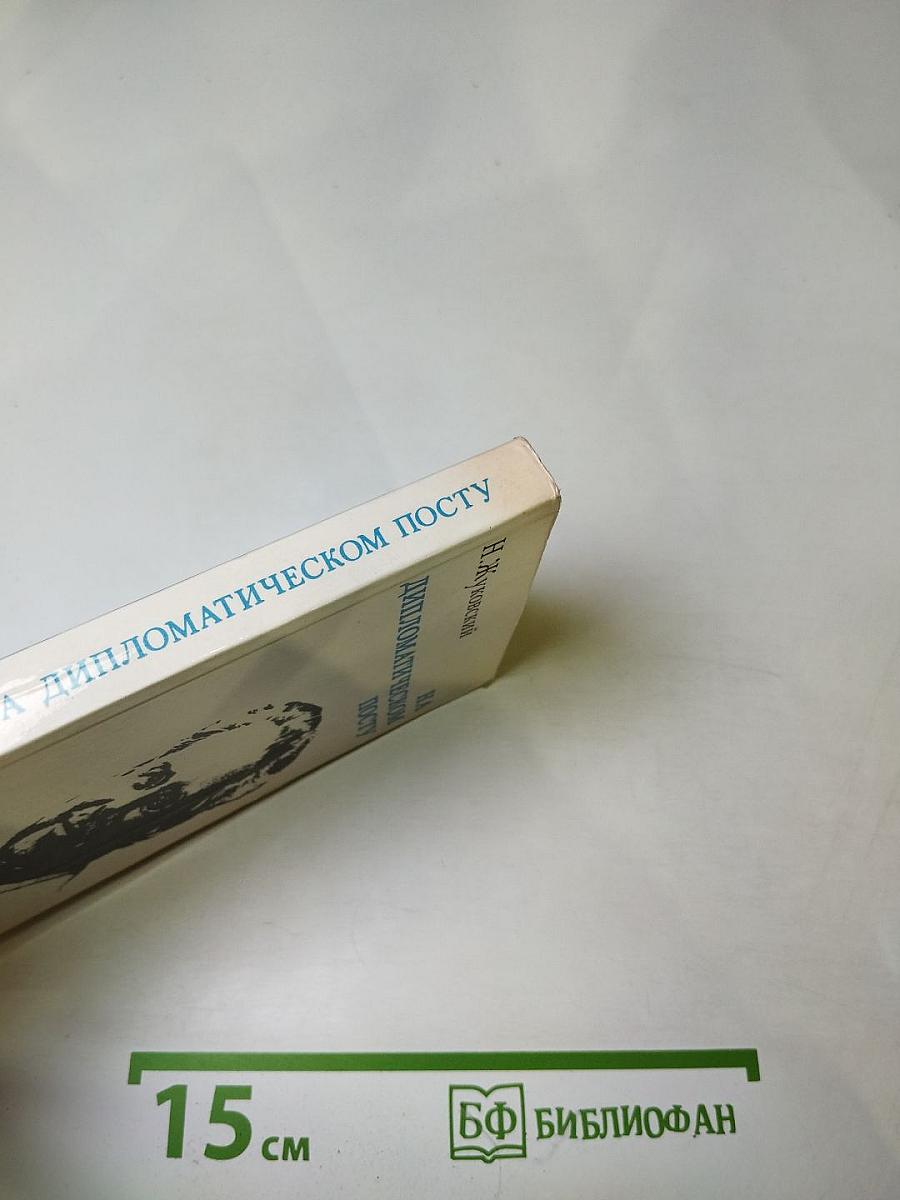 А ДИПЛОМАТИЧЕСКОМ ПОСТУ
Н. Жуковский
НА
ДИПЛОМАТИЧЕСКОМ
ПОСТУ
15 см
БФ БИБЛИОФАН